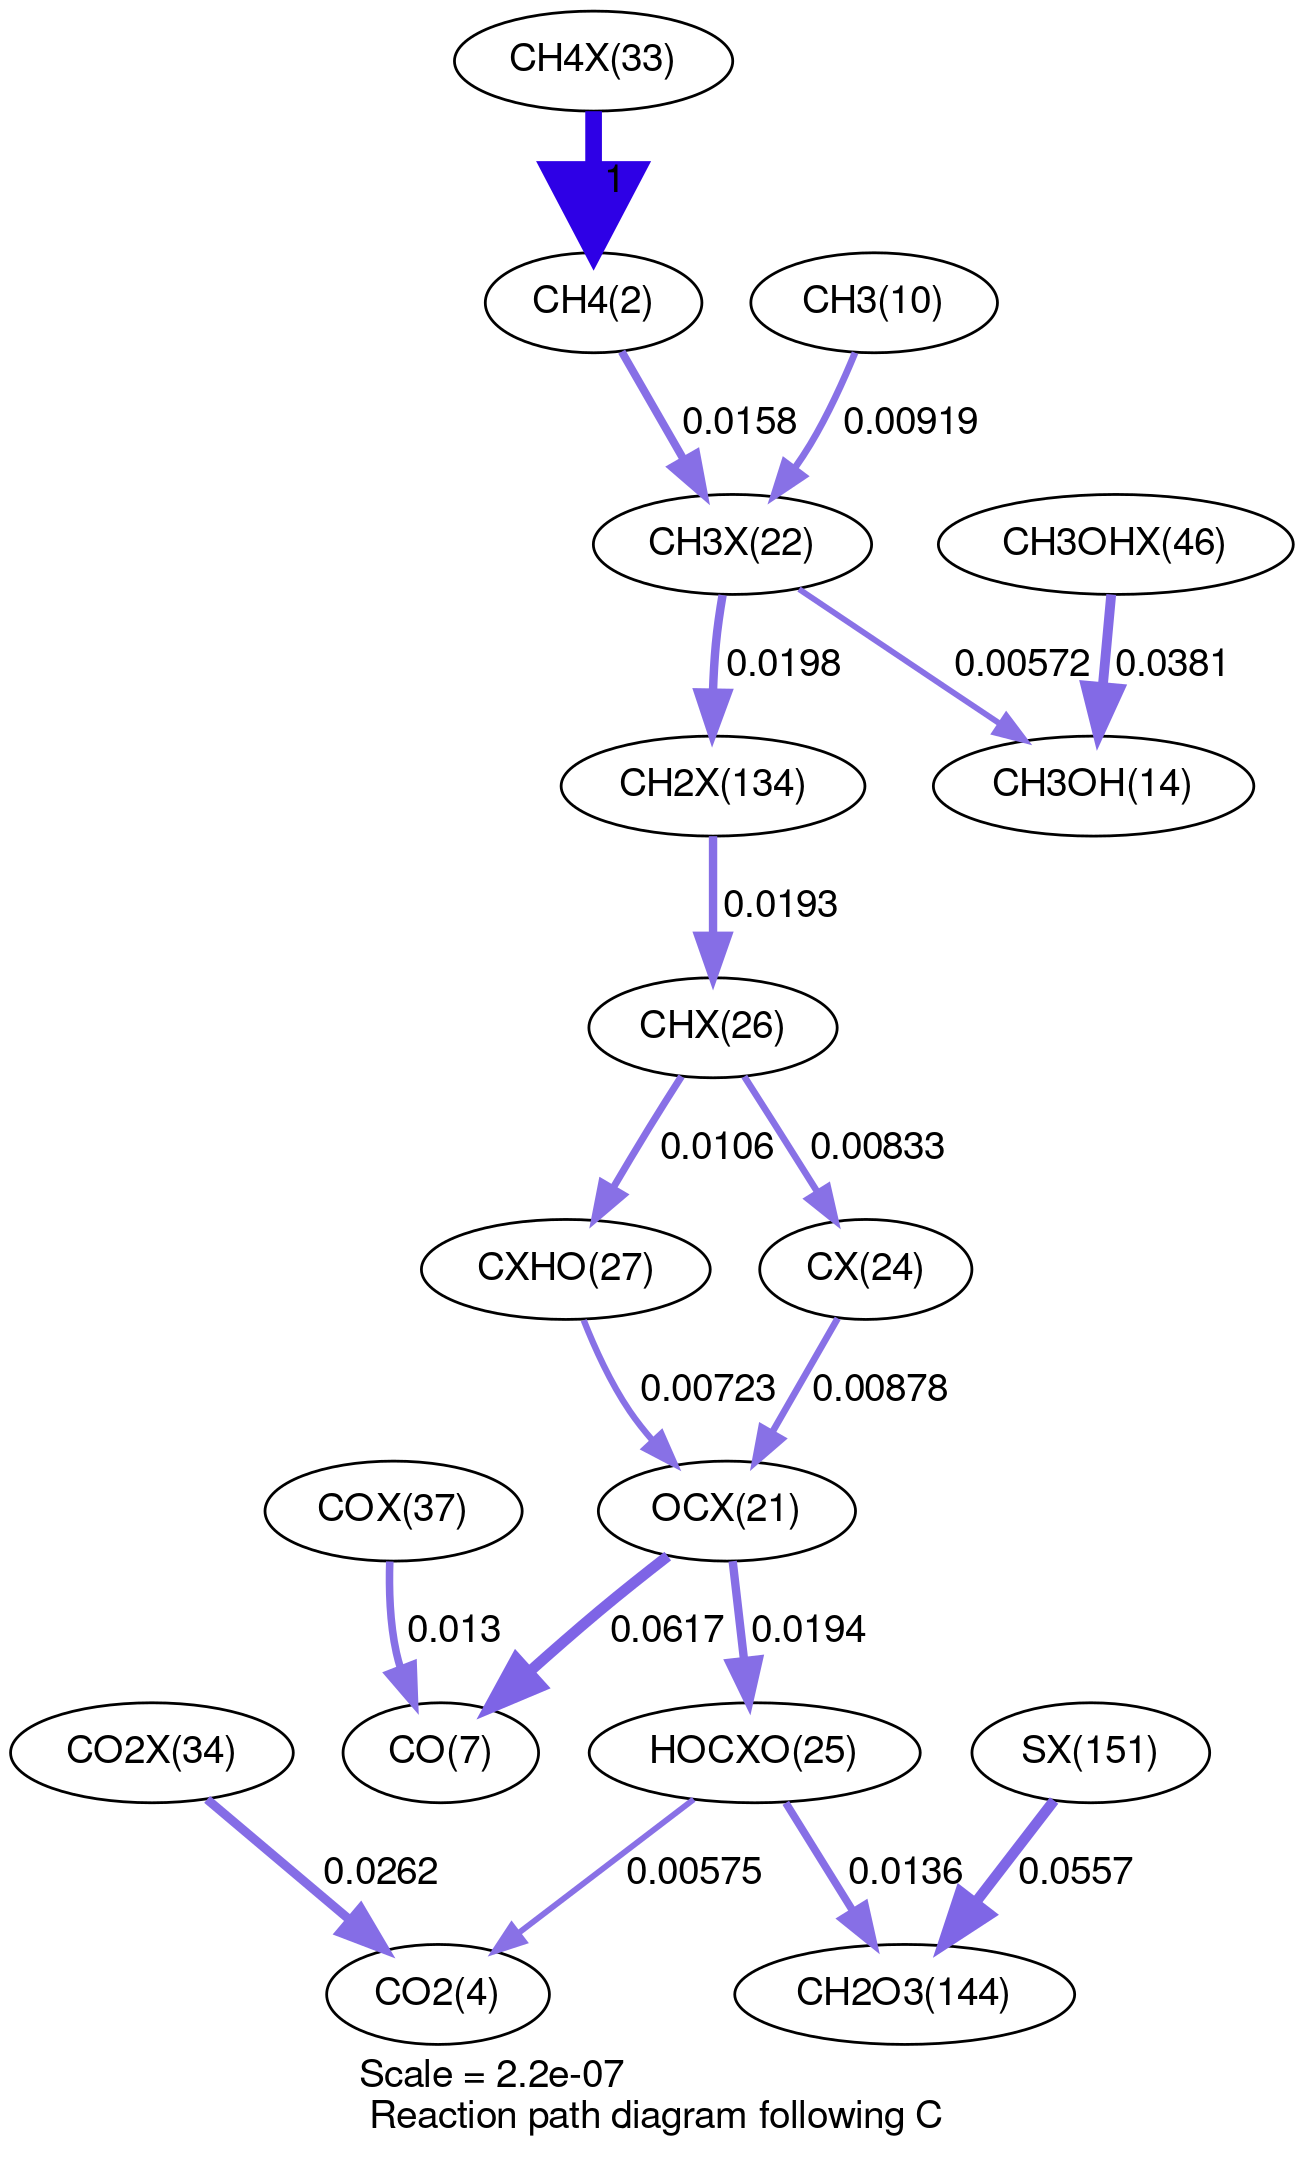 CH4X(33)
1
CH4(2)
CH3(10)
0.0158
0.00919
CH3X(22)
CH3OHX(46)
0.0198
0.00572
0.0381
CH2X(134)
CH3OH(14)
0.0193
CHX(26)
0.0106
0.00833
CXHO(27)
CX(24)
0.00723
0.00878
COX(37)
OCX(21)
0.013
0.0617
0.0194
CO2X(34)
CO(7)
HOCXO(25)
SX(151)
0.0262
0.00575
0.0136
0.0557
CO2(4)
CH2O3(144)
Scale = 2.2e-07
Reaction path diagram following C